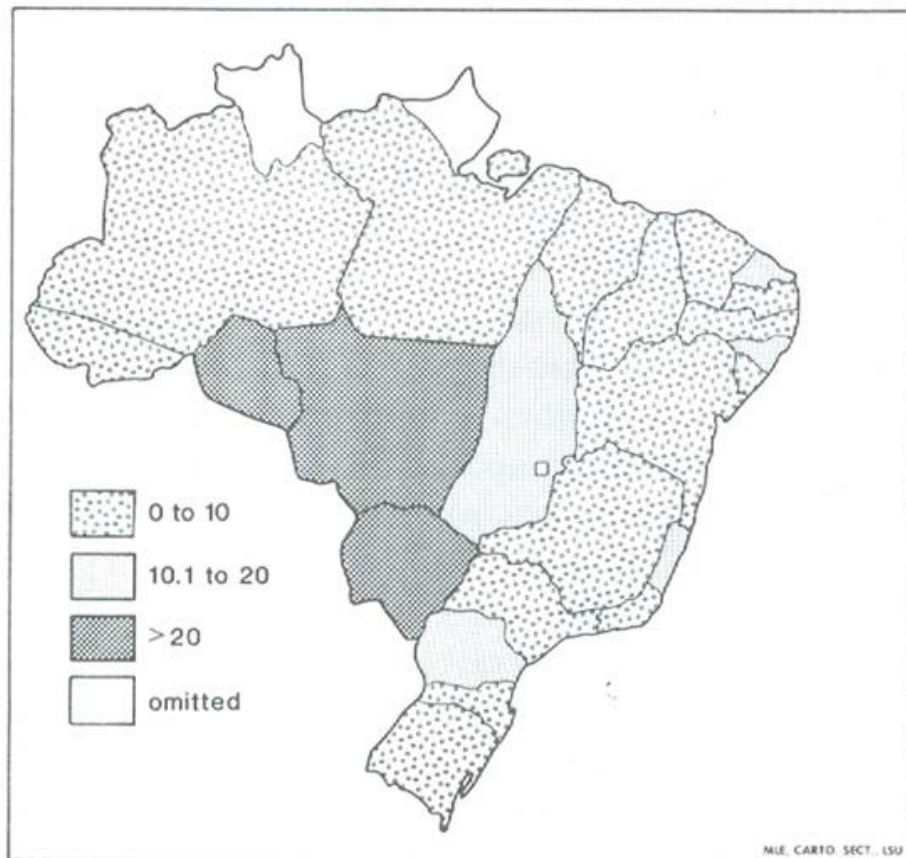 0 to 10
10.1 to 20
>20
omitted
MLE, CARTO. SECT., LSU